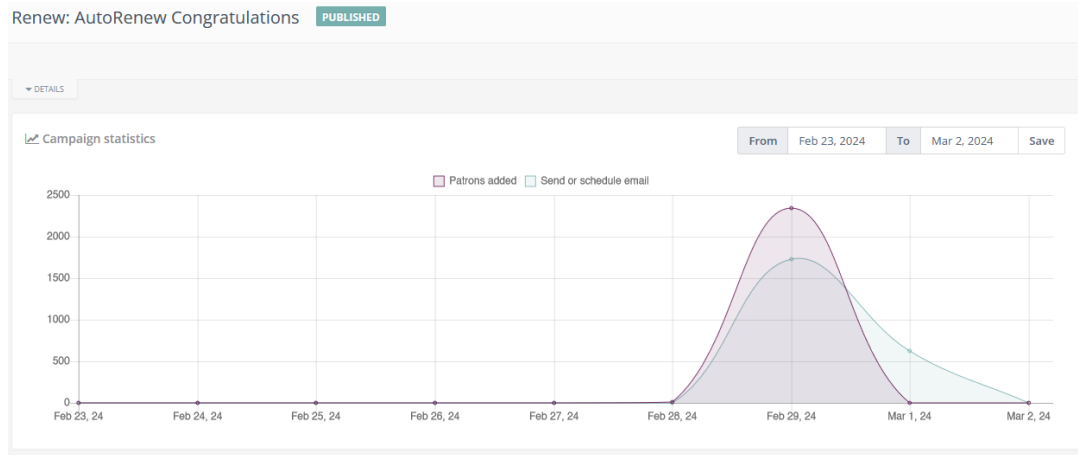 Renew: AutoRenew Congratulations PUBLISHED
DETAILS
Campaign statistics
From Feb 23, 2024 To Mar 2, 2024 Save
Patrons added Send or schedule email
2500
2000
1500
1000
500
0
Feb 23, 24 Feb 24, 24 Feb 25, 24 Feb 26, 24 Feb 27, 24 Feb 28, 24 Feb 29, 24 Mar 1, 24 Mar 2, 24